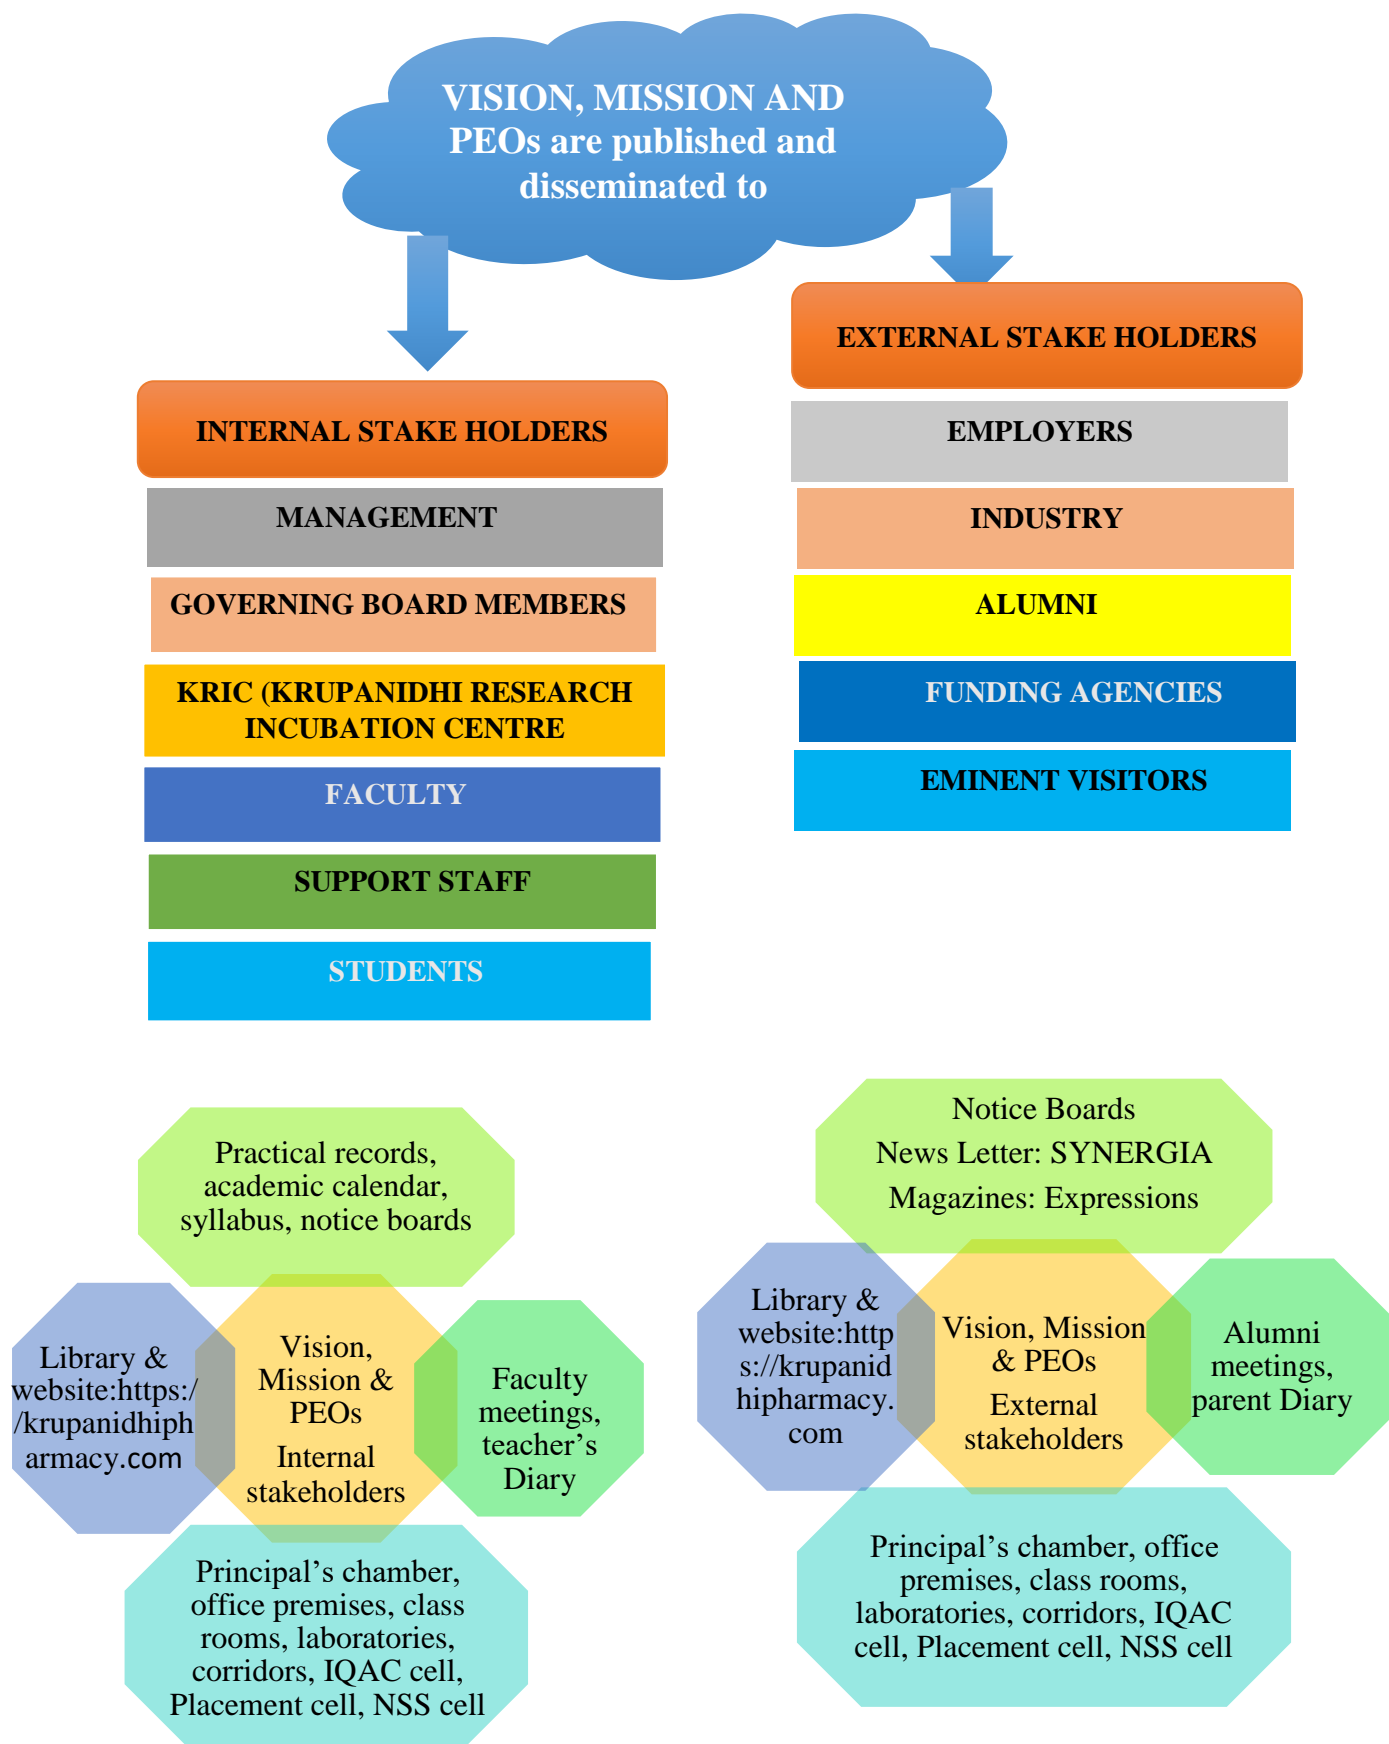 VISION, MISSION AND
PEOs are published and
disseminated to
INTERNAL STAKE HOLDERS
MANAGEMENT
GOVERNING BOARD MEMBERS
KRIC (KRUPANIDHI RESEARCH
INCUBATION CENTRE
FACULTY
SUPPORT STAFF
STUDENTS
EXTERNAL STAKE HOLDERS
EMPLOYERS
INDUSTRY
ALUMNI
FUNDING AGENCIES
EMINENT VISITORS
Practical records,
academic calendar,
syllabus, notice boards
Library &
website:https:/
/krupanidhiph
armacy.com
Vision,
Mission &
PEOs
Internal
stakeholders
Faculty
meetings,
teacher’s
Diary
Principal’s chamber,
office premises, class
rooms, laboratories,
corridors, IQAC cell,
Placement cell, NSS cell
Notice Boards
News Letter: SYNERGIA
Magazines: Expressions
Library &
website:http
s://krupanid
hipharmacy.
com
Vision, Mission
& PEOs
External
stakeholders
Alumni
meetings,
parent Diary
Principal’s chamber, office
premises, class rooms,
laboratories, corridors, IQAC
cell, Placement cell, NSS cell